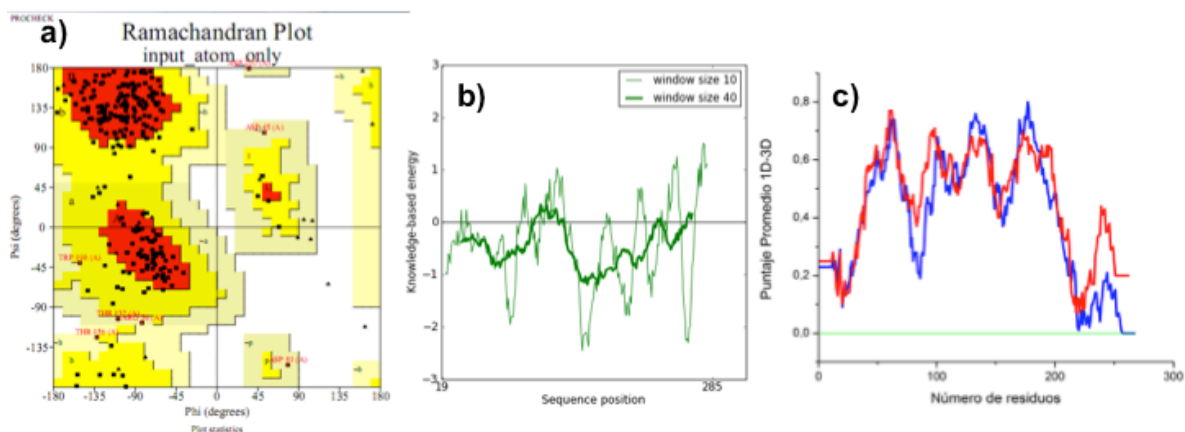 PROCHECK
a)
Ramachandran Plot
input_atom_only
180
135
90
45
0
-45
-90
-135
Psi (degrees)
-180 -135 -90 -45 0 45 90 135 180
Phi (degrees)
Plot statistics
b)
window size 10
window size 40
3
2
1
0
-1
-2
-3
Knowledge-based energy
19 285
Sequence position
c)
0,8
0,6
0,4
0,2
0,0
Puntaje Promedio 1D-3D
0 100 200 300
Número de residuos